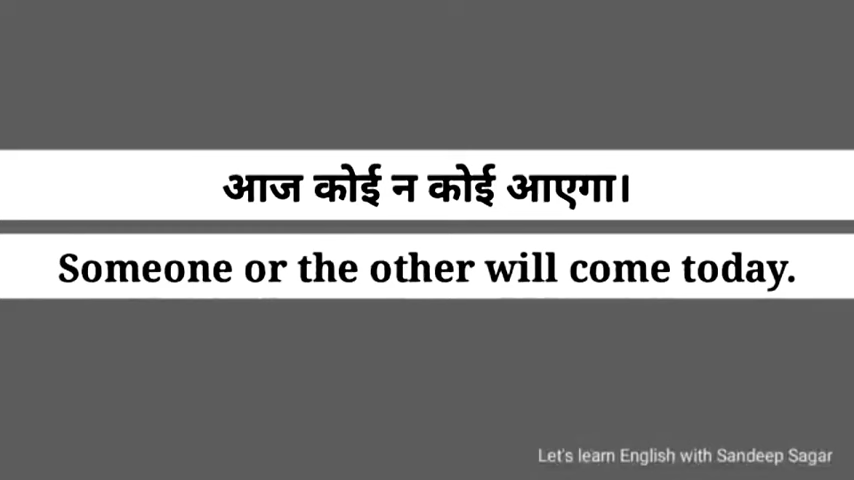 आज कोई न कोई आएगा।
Someone or the other will come today.
Let's learn English with Sandeep Sagar